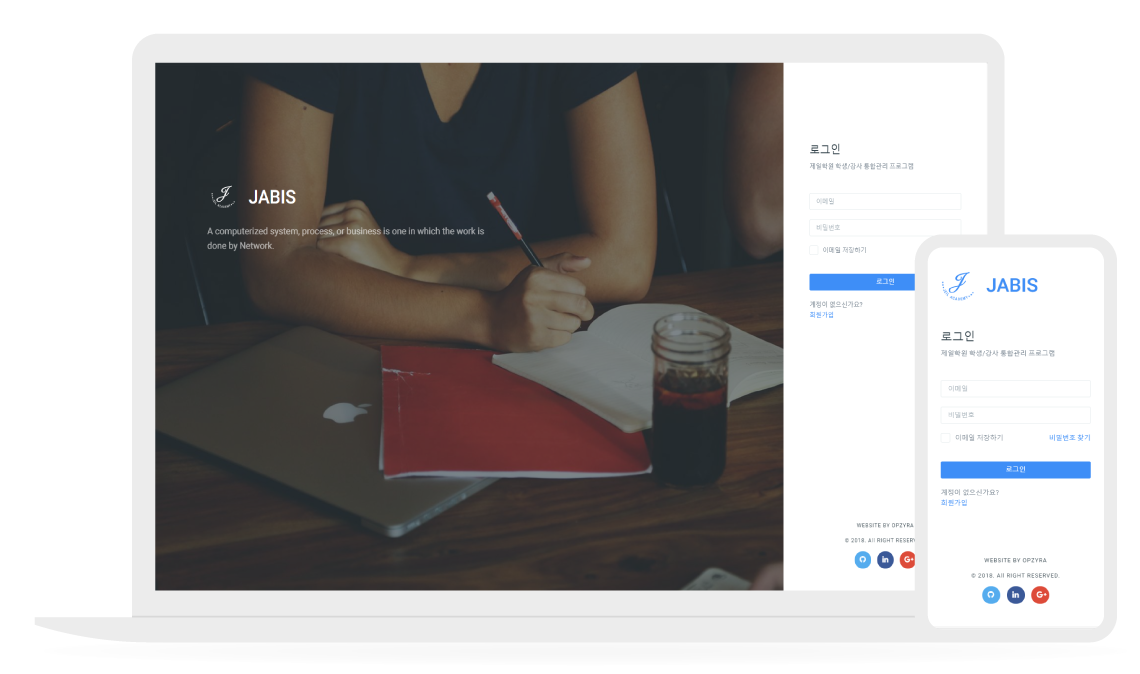 JABIS
A computerized system, process, or business is one in which the work is
done by Network.
로그인
제일학원 학생/강사 통합관리 프로그램
이메일
비밀번호
이메일 저장하기
로그인
계정이 없으신가요?
회원가입
WEBSITE BY OPZYRA
© 2018. All RIGHT RESERV
in
G+
JABIS
로그인
제일학원 학생/강사 통합관리 프로그램
이메일
비밀번호
이메일 저장하기 비밀번호 찾기
로그인
계정이 없으신가요?
회원가입
WEBSITE BY OPZYRA
© 2018. All RIGHT RESERVED.
in
G+